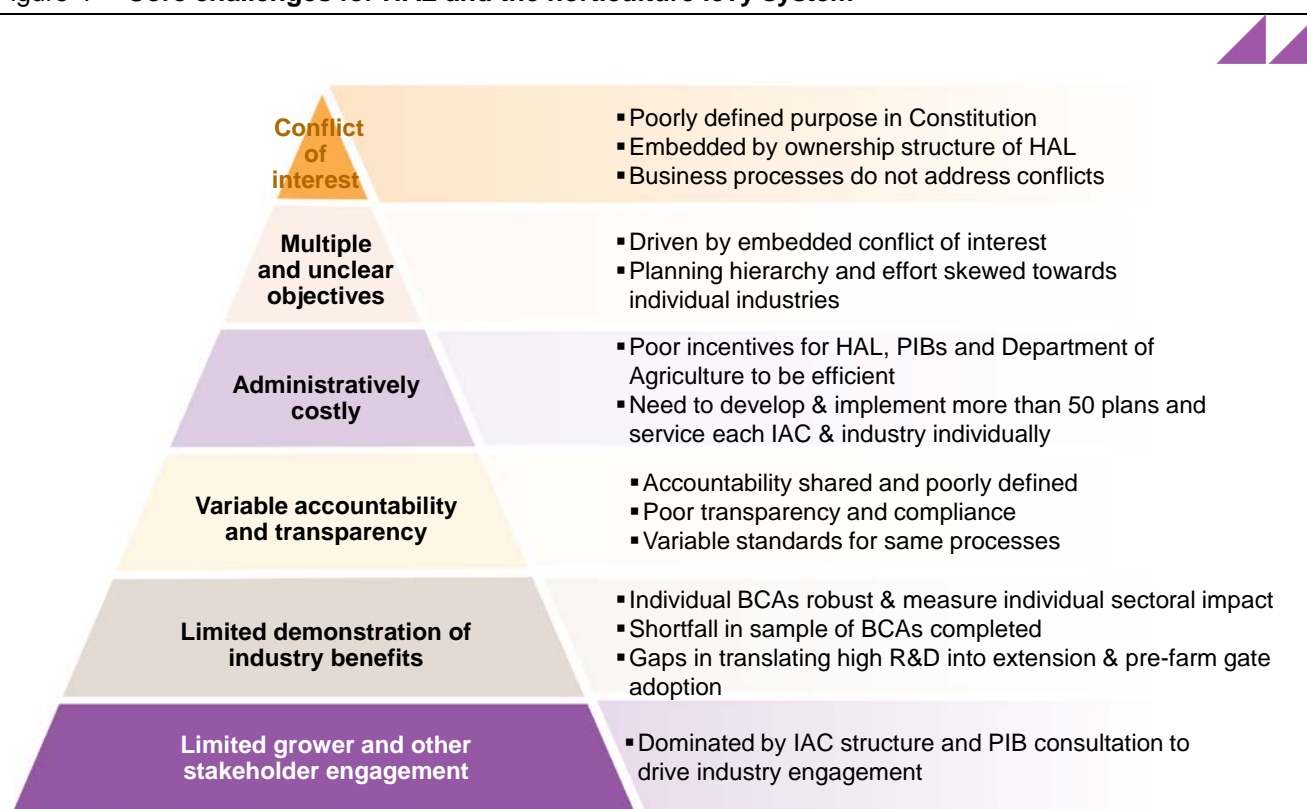 Conflict
of
interest
▪Poorly defined purpose in Constitution
▪Embedded by ownership structure of HAL
▪Business processes do not address conflicts
Multiple
and unclear
objectives
▪Driven by embedded conflict of interest
▪Planning hierarchy and effort skewed towards
individual industries
Administratively
costly
▪Poor incentives for HAL, PIBs and Department of
Agriculture to be efficient
▪Need to develop & implement more than 50 plans and
service each IAC & industry individually
Variable accountability
and transparency
▪Accountability shared and poorly defined
▪Poor transparency and compliance
▪Variable standards for same processes
Limited demonstration of
industry benefits
▪Individual BCAs robust & measure individual sectoral impact
▪Shortfall in sample of BCAs completed
▪Gaps in translating high R&D into extension & pre-farm gate
adoption
Limited grower and other
stakeholder engagement
▪Dominated by IAC structure and PIB consultation to
drive industry engagement